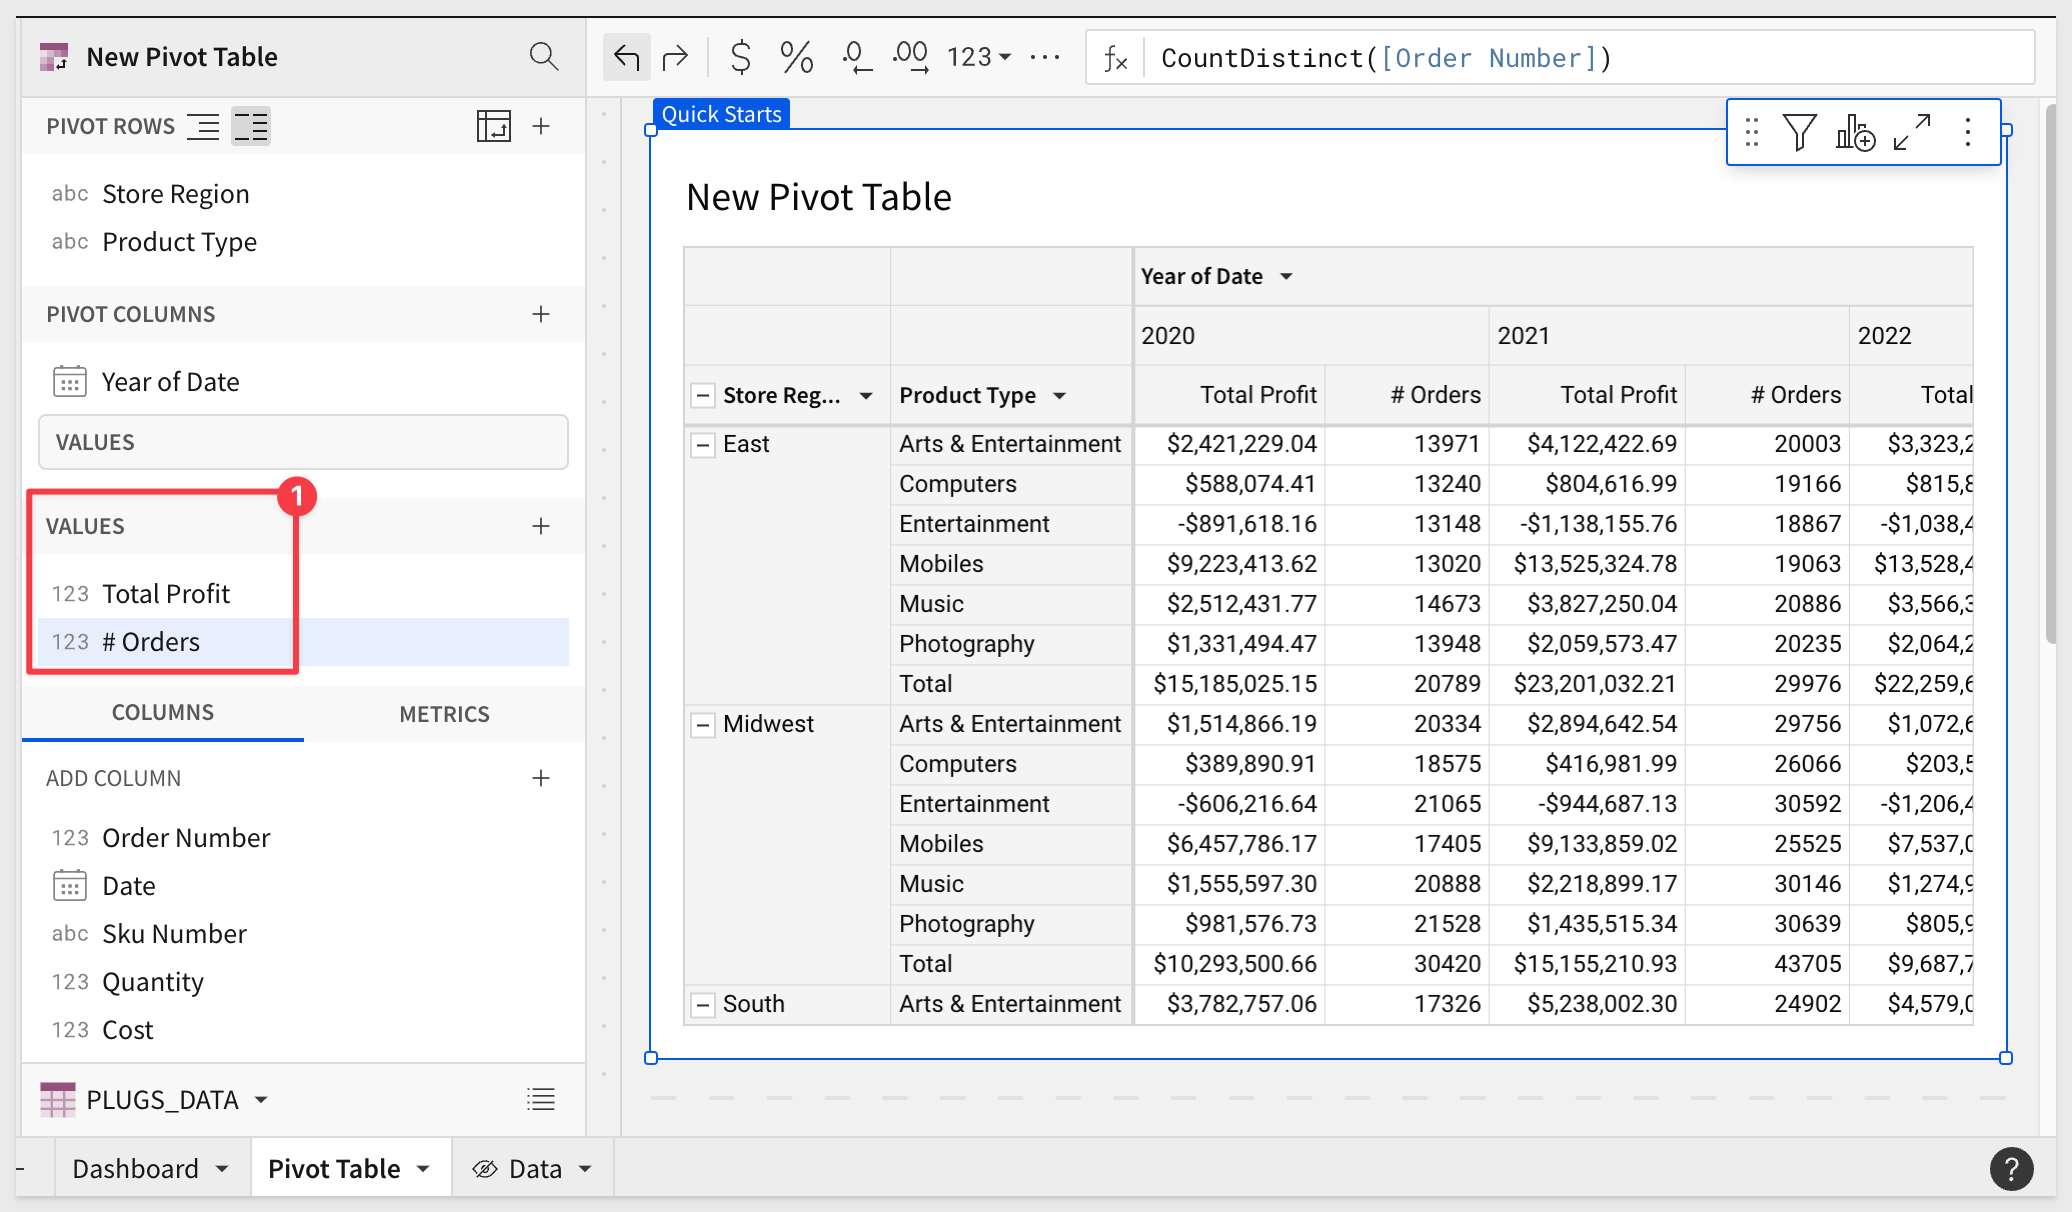 New Pivot Table
$ % .0 .00 123 ...
fx CountDistinct([Order Number])
PIVOT ROWS
abc Store Region
abc Product Type
PIVOT COLUMNS
Year of Date
VALUES
1
VALUES
123 Total Profit
123 # Orders
COLUMNS METRICS
ADD COLUMN
123 Order Number
Date
abc Sku Number
123 Quantity
123 Cost
PLUGS_DATA
Quick Starts
New Pivot Table
Year of Date
2020 2021 2022
Store Reg... Product Type Total Profit # Orders Total Profit # Orders Total
East Arts & Entertainment $2,421,229.04 13971 $4,122,422.69 20003 $3,323,2
Computers $588,074.41 13240 $804,616.99 19166 $815,8
Entertainment -$891,618.16 13148 -$1,138,155.76 18867 -$1,038,4
Mobiles $9,223,413.62 13020 $13,525,324.78 19063 $13,528,4
Music $2,512,431.77 14673 $3,827,250.04 20886 $3,566,3
Photography $1,331,494.47 13948 $2,059,573.47 20235 $2,064,2
Total $15,185,025.15 20789 $23,201,032.21 29976 $22,259,6
Midwest Arts & Entertainment $1,514,866.19 20334 $2,894,642.54 29756 $1,072,6
Computers $389,890.91 18575 $416,981.99 26066 $203,5
Entertainment -$606,216.64 21065 -$944,687.13 30592 -$1,206,4
Mobiles $6,457,786.17 17405 $9,133,859.02 25525 $7,537,0
Music $1,555,597.30 20888 $2,218,899.17 30146 $1,274,9
Photography $981,576.73 21528 $1,435,515.34 30639 $805,9
Total $10,293,500.66 30420 $15,155,210.93 43705 $9,687,7
South Arts & Entertainment $3,782,757.06 17326 $5,238,002.30 24902 $4,579,0
Dashboard Pivot Table Data ?